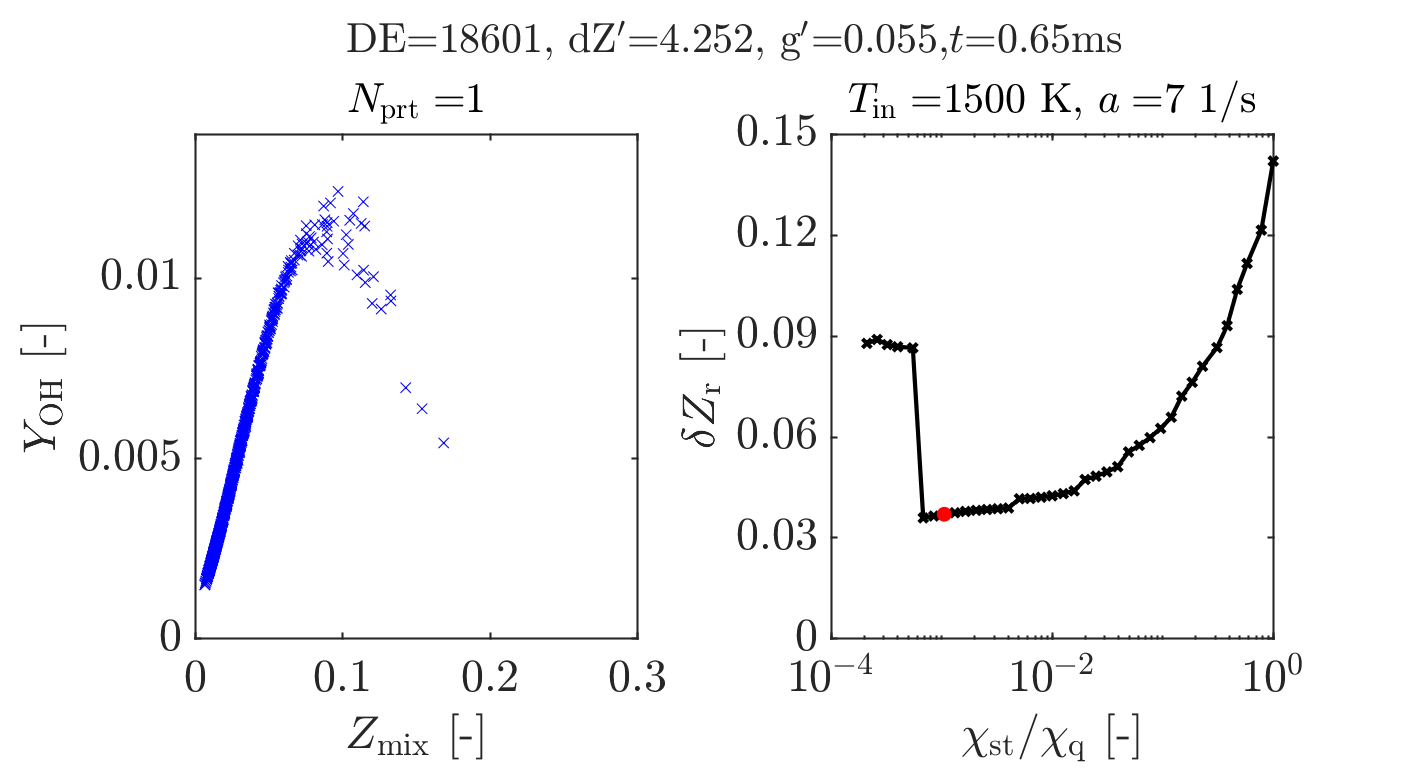 DE=18601, dZ′=4.252, g′=0.055,t=0.65ms
N_prt =1
T_in =1500 K, a =7 1/s
Y_OH [-]
0.01
0.005
0
0
0.1
0.2
0.3
Z_mix [-]
δZ_r [-]
0.15
0.12
0.09
0.06
0.03
0
10^−4
10^−2
10^0
χ_st/χ_q [-]